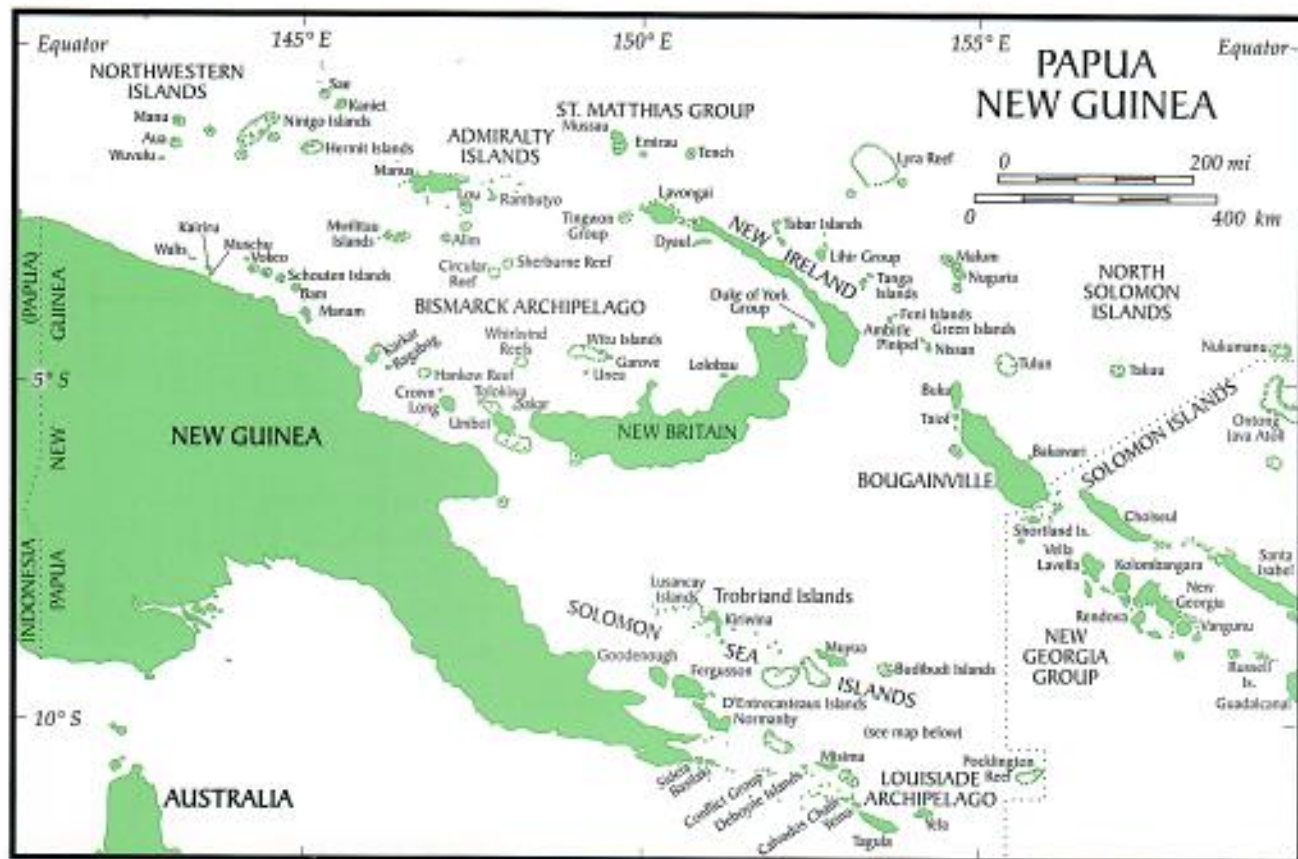 Equator
145° E
150° E
155° E
Equator
PAPUA
NEW GUINEA
0
200 mi
0
400 km
NORTHWESTERN
ISLANDS
Sae
Kaniet
Manu
Aua
Wuvulu
Ninigo Islands
Hermit Islands
ADMIRALTY
ISLANDS
Manus
Lou
Rambutyo
Alim
ST. MATTHIAS GROUP
Mussau
Emirau
Tench
Lyra Reef
Lavongai
Tingwon
Group
Dyaul
NEW
IRELAND
Tabar Islands
Lihir Group
Tanga
Islands
Malum
Nuguria
NORTH
SOLOMON
ISLANDS
Kairiru
Walis
Muschu
Vokeo
Schouten Islands
Bam
Manam
Islands
Circular
Reef
Sherburne Reef
BISMARCK ARCHIPELAGO
Duke of York
Group
Feni Islands
Ambitle
Green Islands
Pinipel
Nissan
Tulun
Takuu
Nukumanu
Karkar
Bagabag
Whirlwind
Reefs
Witu Islands
Garove
Unea
Lolobau
Hankow Reef
Crown
Long
Tolokiwa
Sakar
Umboi
(PAPUA)
GUINEA
5° S
NEW GUINEA
NEW BRITAIN
Buka
Taiof
Bakawari
BOUGAINVILLE
SOLOMON ISLANDS
Ontong
Java Atoll
NEW
INDONESIA
PAPUA
Shortland Is.
Choiseul
Vella
Lavella
Kolombangara
Santa
Isabel
New
Georgia
Rendova
Vangunu
NEW
GEORGIA
GROUP
Russell
Is.
Guadalcanal
Lusancay
Islands
Trobriand Islands
Kiriwina
SOLOMON
SEA
ISLANDS
Goodenough
Fergusson
Muyua
Budibudi Islands
D'Entrecasteaux Islands
Normanby
(see map below)
10° S
AUSTRALIA
Sideia
Basilaki
Conflict Group
Deboyne Islands
Misima
Calvados Chain
Tagula
Yela
LOUISIADE
ARCHIPELAGO
Pocklington
Reef